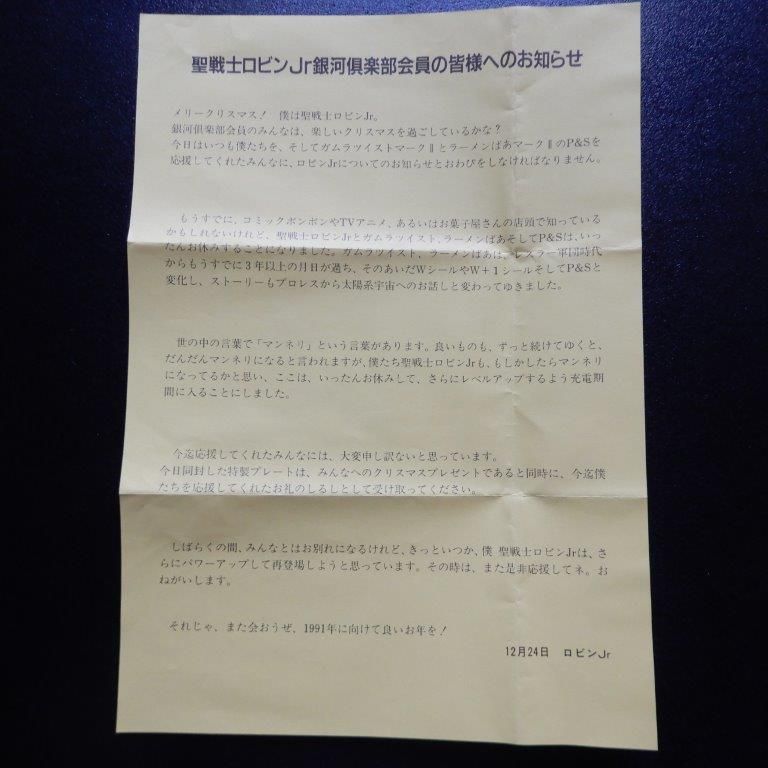 聖戦士ロビンJr銀河倶楽部会員の皆様へのお知らせ
メリークリスマス！　僕は聖戦士ロビンJr。
銀河倶楽部会員のみんなは、楽しいクリスマスを過ごしているかな？
今日はいつも僕たちを、そしてガムラツイストマークⅡとラーメンばあマークⅡのP&Sを
応援してくれたみんなに、ロビンJrについてのお知らせとおわびをしなければなりません。
もうすでに、コミックボンボンやTVアニメ、あるいはお菓子屋さんの店頭で知っている
かもしれないけれど、聖戦士ロビンJrとガムラツイスト、ラーメンばあそしてP&Sは、いっ
たんお休みすることになりました。ガムラツイスト、ラーメンばあは、レスラー軍団時代
からもうすでに３年以上の月日が過ち、そのあいだWシールやW＋１シールそしてP&Sと
変化し、ストーリーもプロレスから太陽系宇宙へのお話しと変わってゆきました。
世の中の言葉で「マンネリ」という言葉があります。良いものも、ずっと続けてゆくと、
だんだんマンネリになると言われますが、僕たち聖戦士ロビンJrも、もしかしたらマンネリ
になってるかと思い、ここは、いったんお休みして、さらにレベルアップするよう充電期
間に入ることにしました。
今迄応援してくれたみんなには、大変申し訳ないと思っています。
今日同封した特製プレートは、みんなへのクリスマスプレゼントであると同時に、今迄僕
たちを応援してくれたお礼のしるしとして受け取ってください。
しばらくの間、みんなとはお別れになるけれど、きっといつか、僕 聖戦士ロビンJrは、さ
らにパワーアップして再登場しようと思っています。その時は、また是非応援してネ。お
ねがいします。
それじゃ、また会おうぜ、1991年に向けて良いお年を！
12月24日　ロビンJr